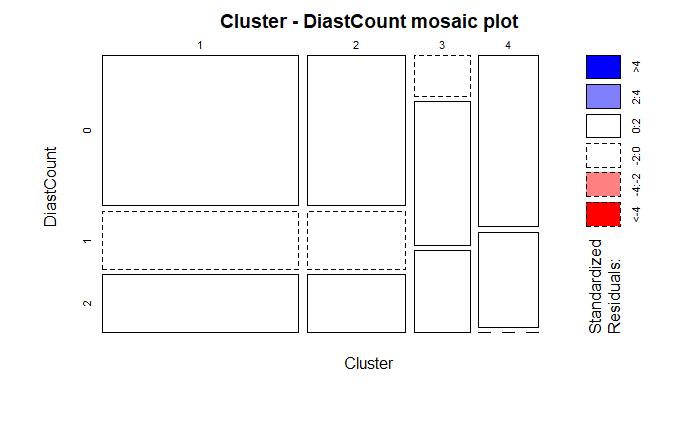 Cluster - DiastCount mosaic plot
1 2 3 4
DiastCount
0
1
2
Cluster
Standardized
Residuals:
<-4
-4:-2
-2:0
0:2
2:4
>4